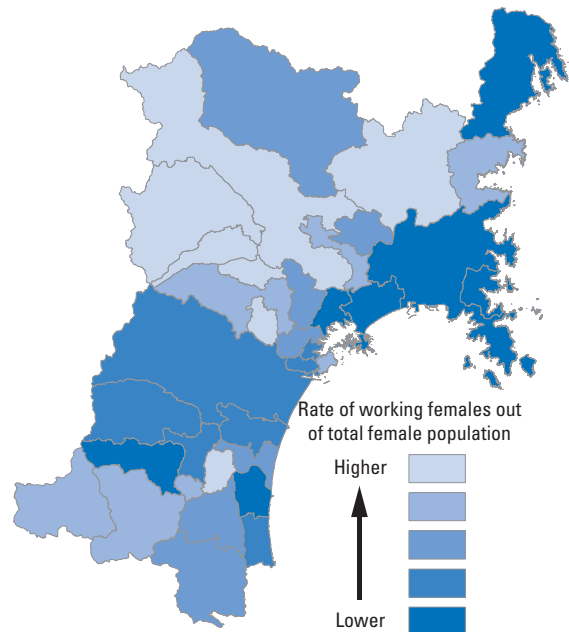 Rate of working females out
of total female population
Higher
Lower